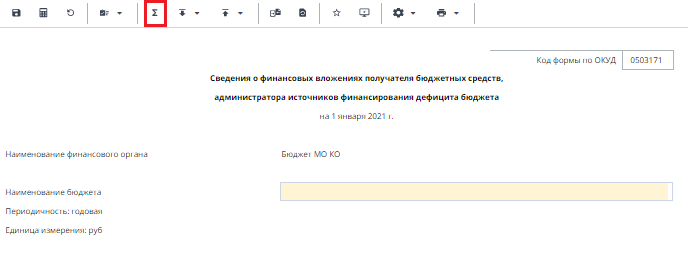 Σ
Код формы по ОКУД 0503171
Сведения о финансовых вложениях получателя бюджетных средств,
администратора источников финансирования дефицита бюджета
на 1 января 2021 г.
Наименование финансового органа Бюджет МО КО
Наименование бюджета
Периодичность: годовая
Единица измерения: руб